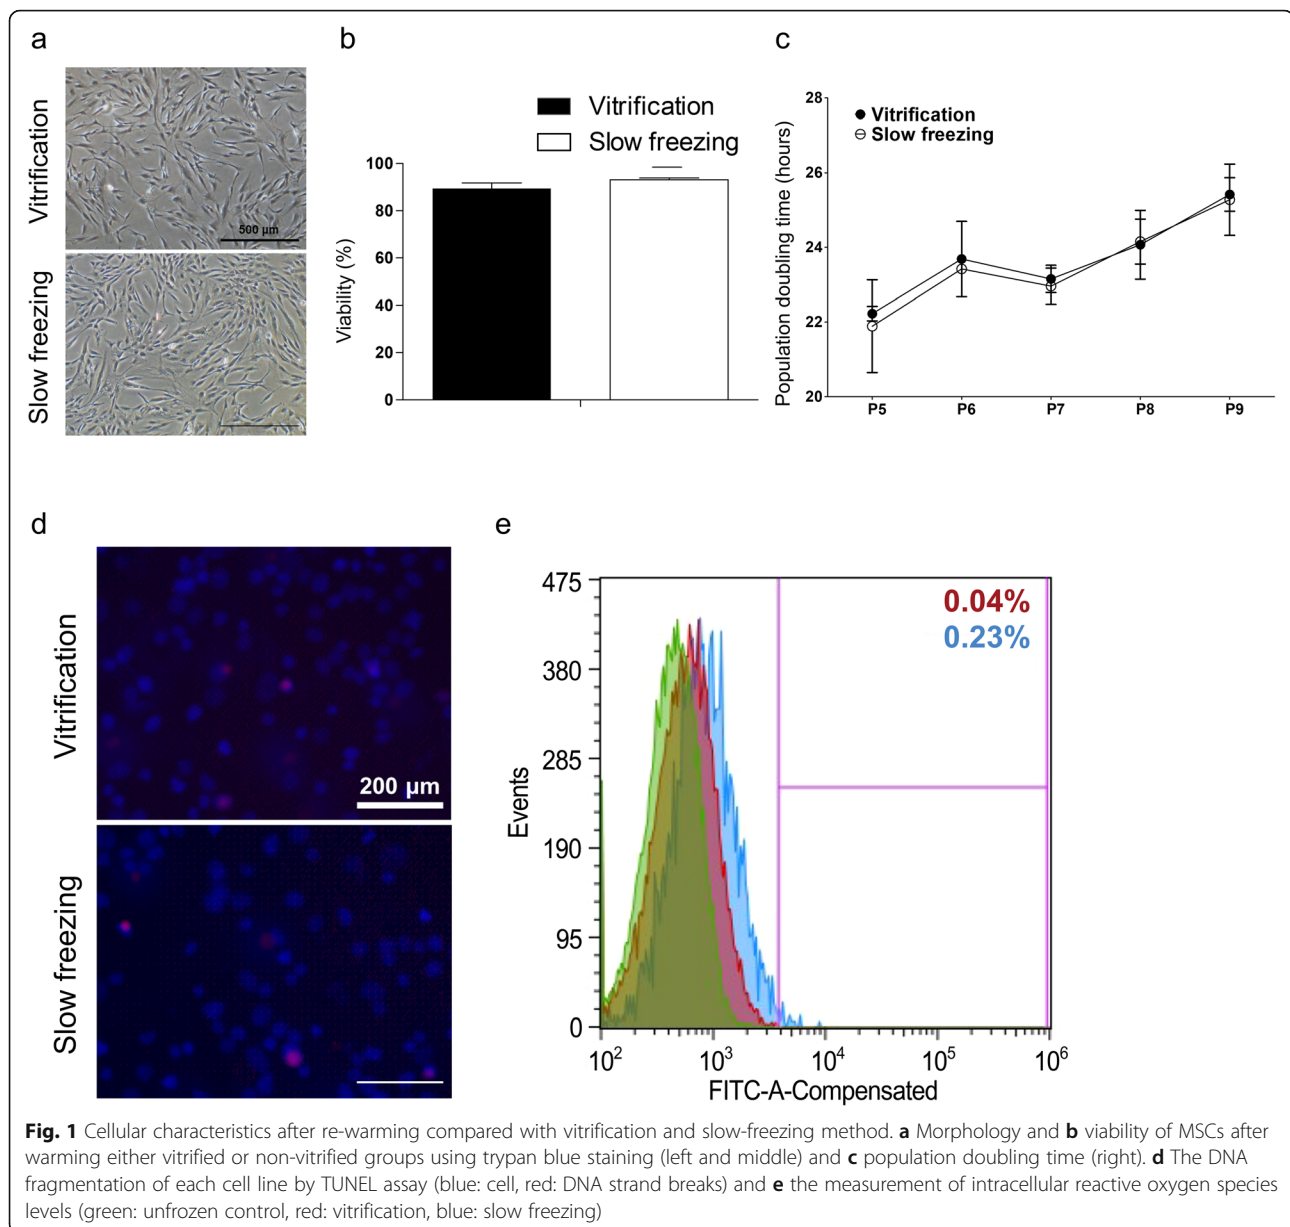 a
Vitrification
500 µm
Slow freezing
b
Vitrification
Slow freezing
Viability (%)
100
80
60
40
20
0
c
Population doubling time (hours)
28
26
24
22
20
Vitrification
Slow freezing
P5 P6 P7 P8 P9
d
Vitrification
200 µm
Slow freezing
e
Events
475
380
285
190
95
0
0.04%
0.23%
10² 10³ 10⁴ 10⁵ 10⁶
FITC-A-Compensated
Fig. 1 Cellular characteristics after re-warming compared with vitrification and slow-freezing method. a Morphology and b viability of MSCs after
warming either vitrified or non-vitrified groups using trypan blue staining (left and middle) and c population doubling time (right). d The DNA
fragmentation of each cell line by TUNEL assay (blue: cell, red: DNA strand breaks) and e the measurement of intracellular reactive oxygen species
levels (green: unfrozen control, red: vitrification, blue: slow freezing)